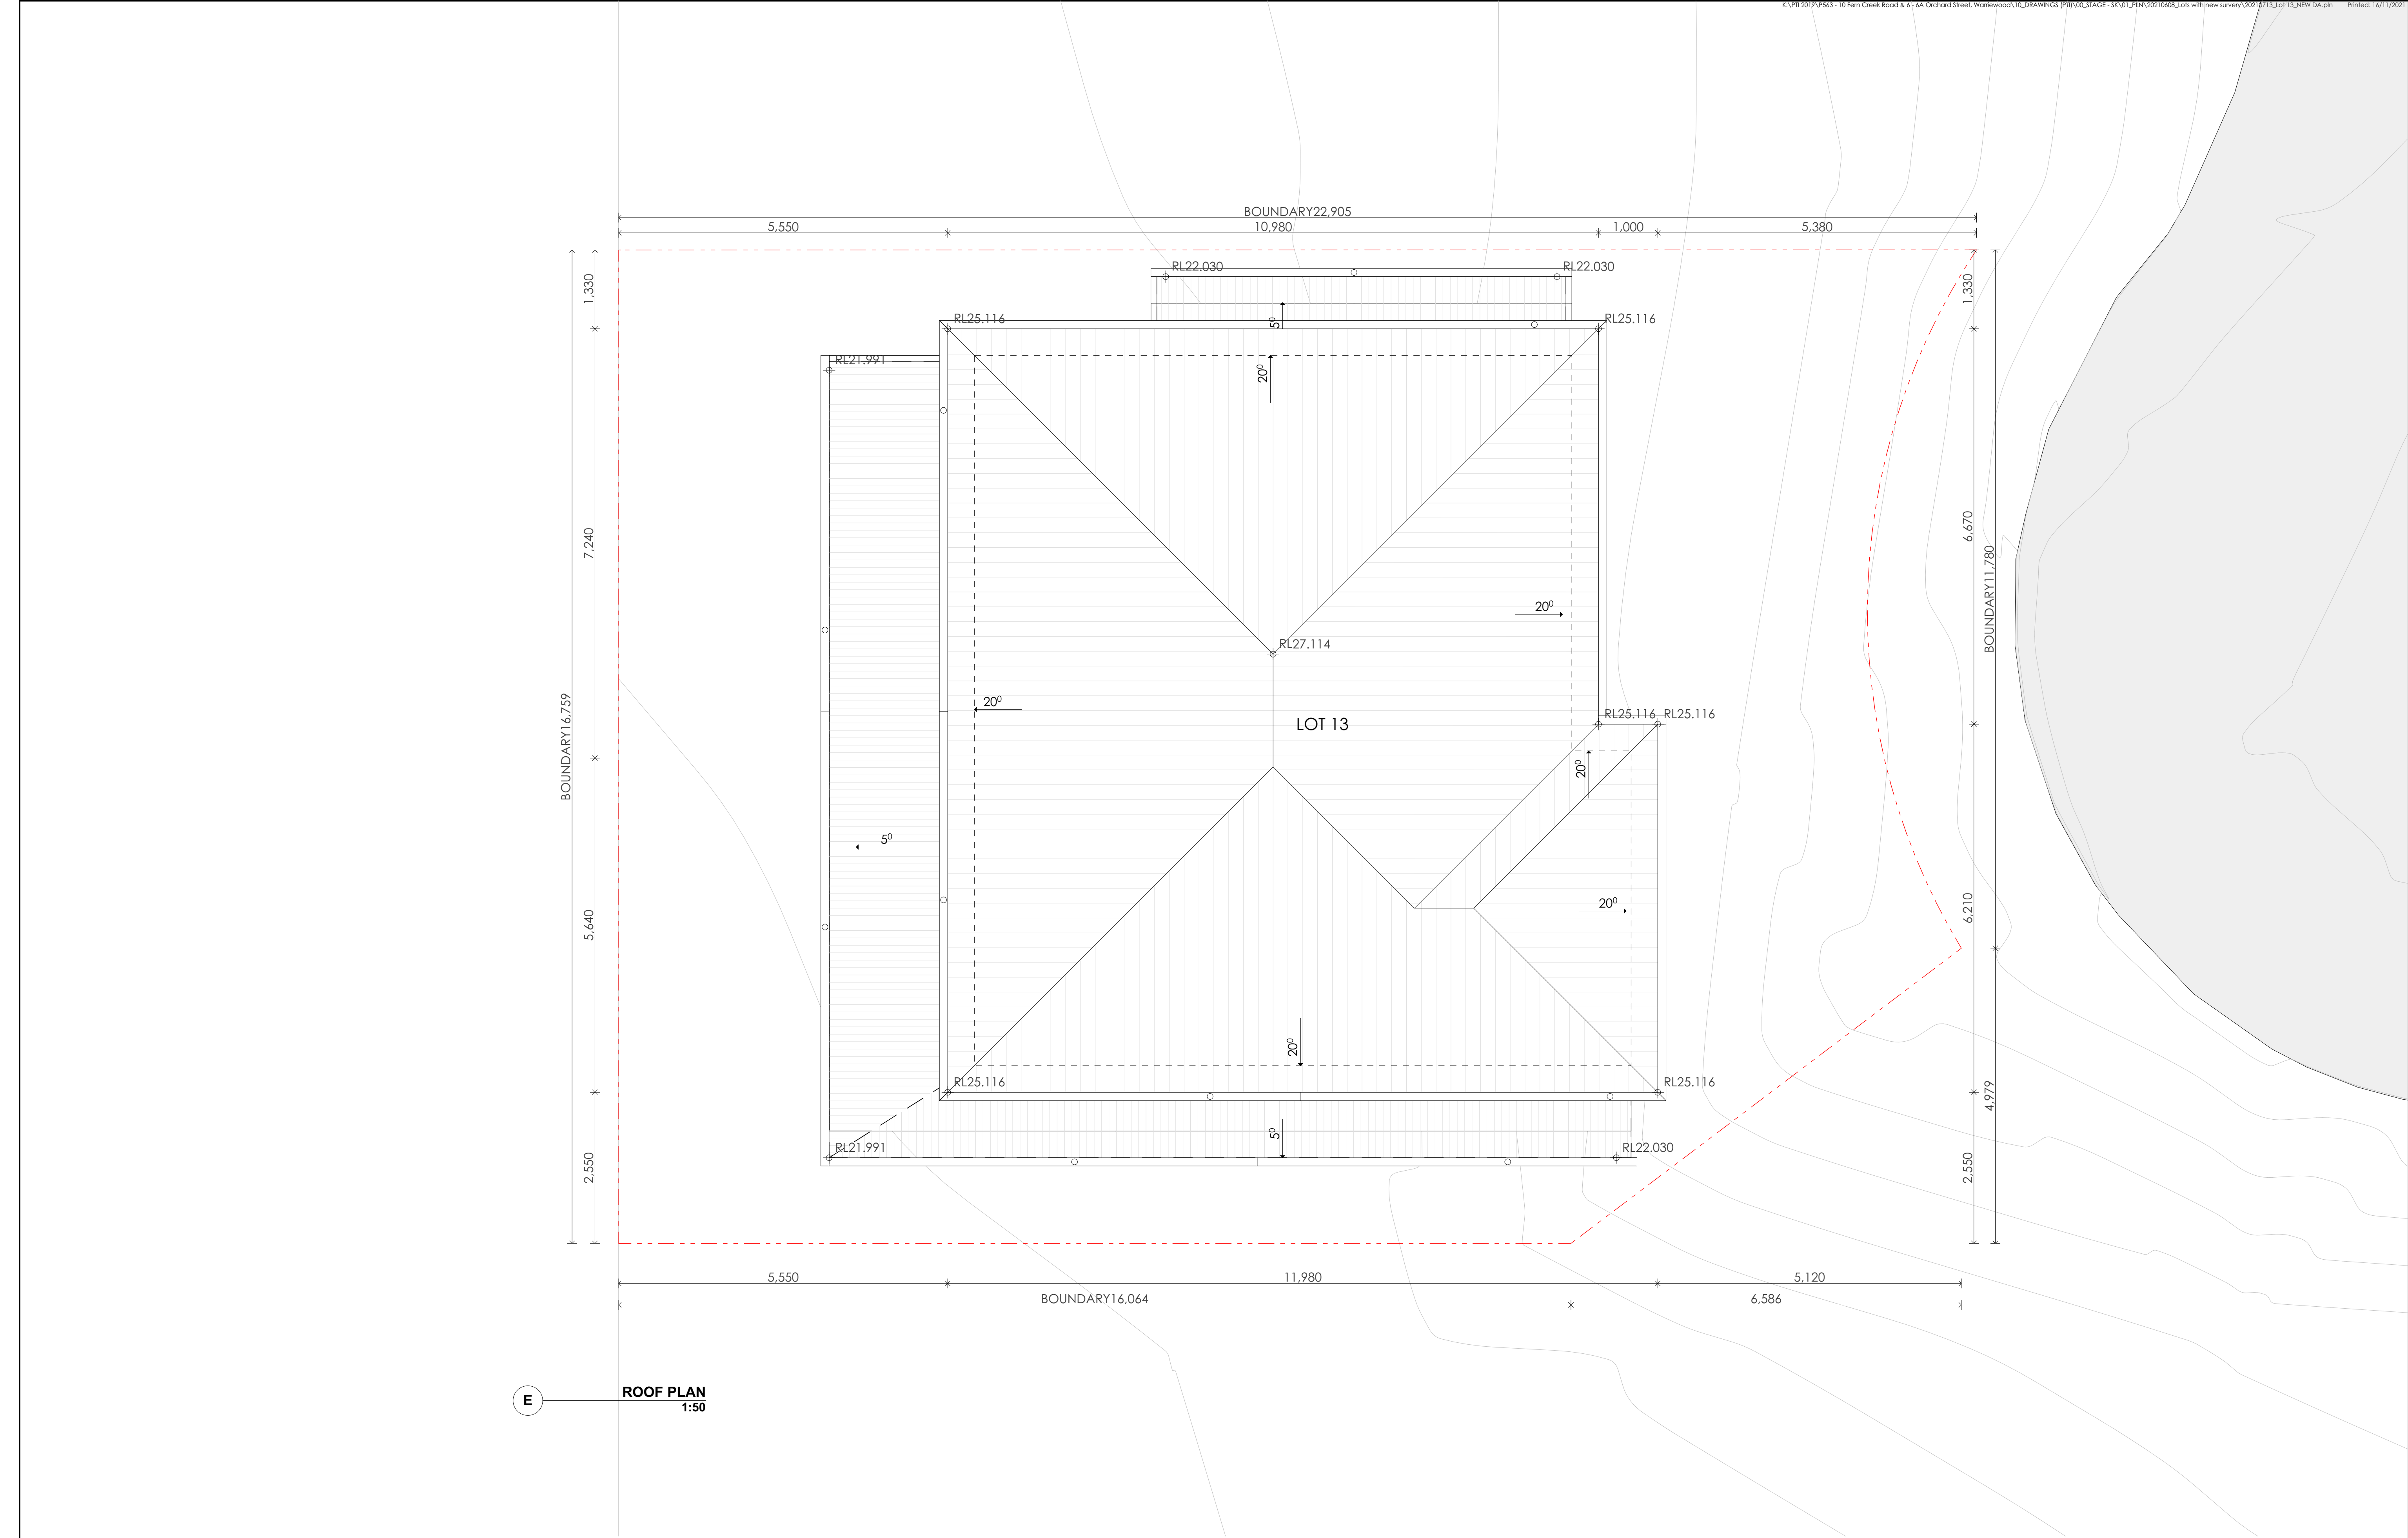 K:\PTI 2019\P563 - 10 Fern Creek Road & 6 - 6A Orchard Street, Warriewood\10_DRAWINGS (PTI)\00_STAGE - SK\01_PLN\20210608_Lots with new survery\20210713_Lot 13_NEW DA.pln Printed: 16/11/2021
BOUNDARY22,905
5,550 10,980 1,000 5,380
RL22.030 RL22.030
1,330 1,330
RL25.116 RL25.116
5⁰
RL21.991
20⁰
7,240
6,670
BOUNDARY11,780
20⁰
RL27.114
20⁰
BOUNDARY16,759
LOT 13
RL25.116 RL25.116
20⁰
5⁰
5,640
6,210
20⁰
20⁰
RL25.116 RL25.116
4,979
5⁰
RL21.991 RL22.030
2,550 2,550
5,550 11,980 5,120
BOUNDARY16,064 6,586
E
ROOF PLAN
1:50